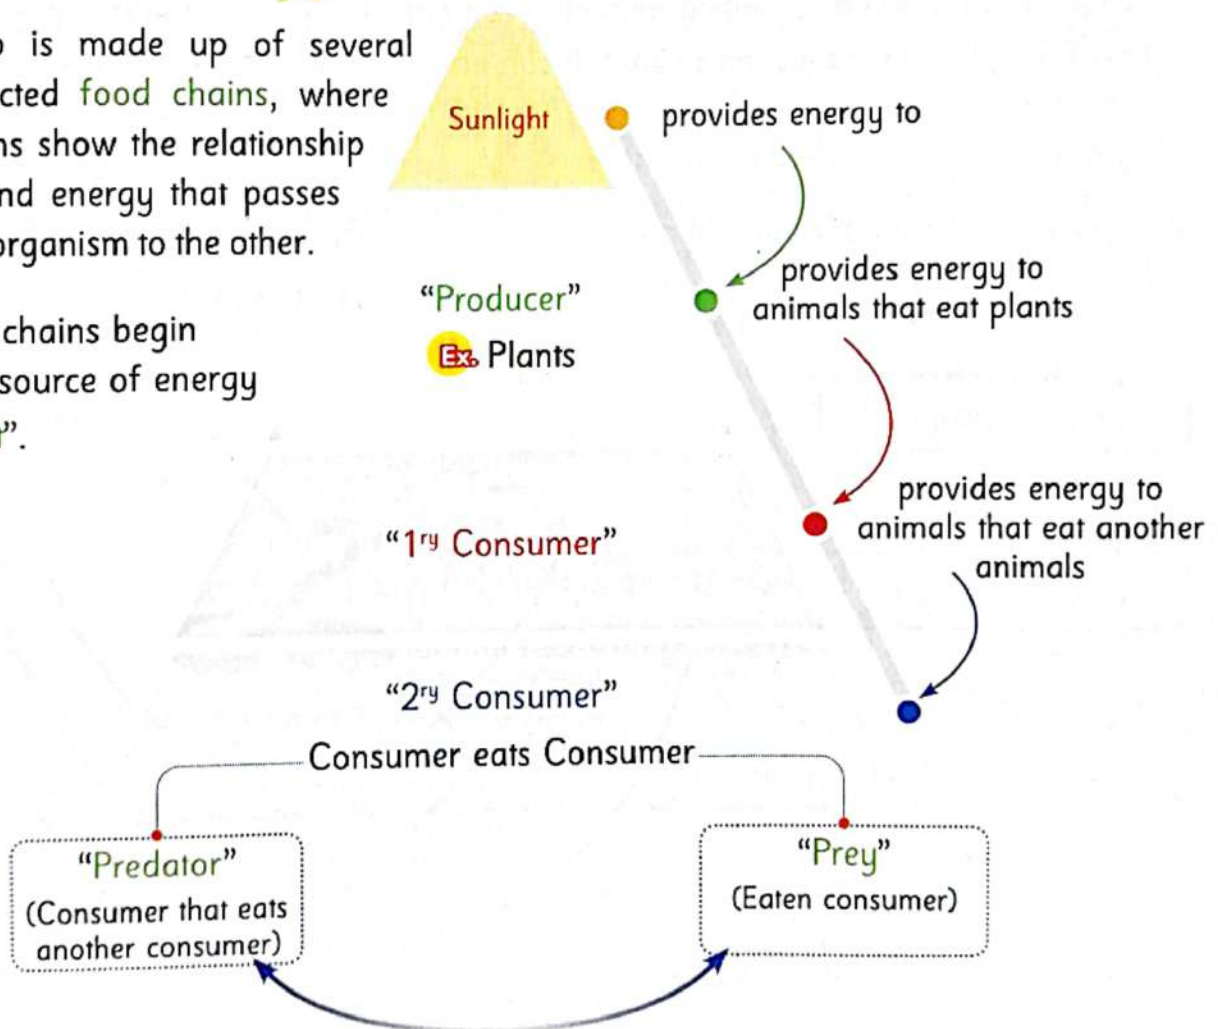 is made up of several
cted food chains, where
ns show the relationship
nd energy that passes
organism to the other.
chains begin
source of energy
”.
Sunlight
provides energy to
“Producer”
Ex. Plants
provides energy to
animals that eat plants
“1ry Consumer”
provides energy to
animals that eat another
animals
“2ry Consumer”
Consumer eats Consumer
“Predator”
(Consumer that eats
another consumer)
“Prey”
(Eaten consumer)